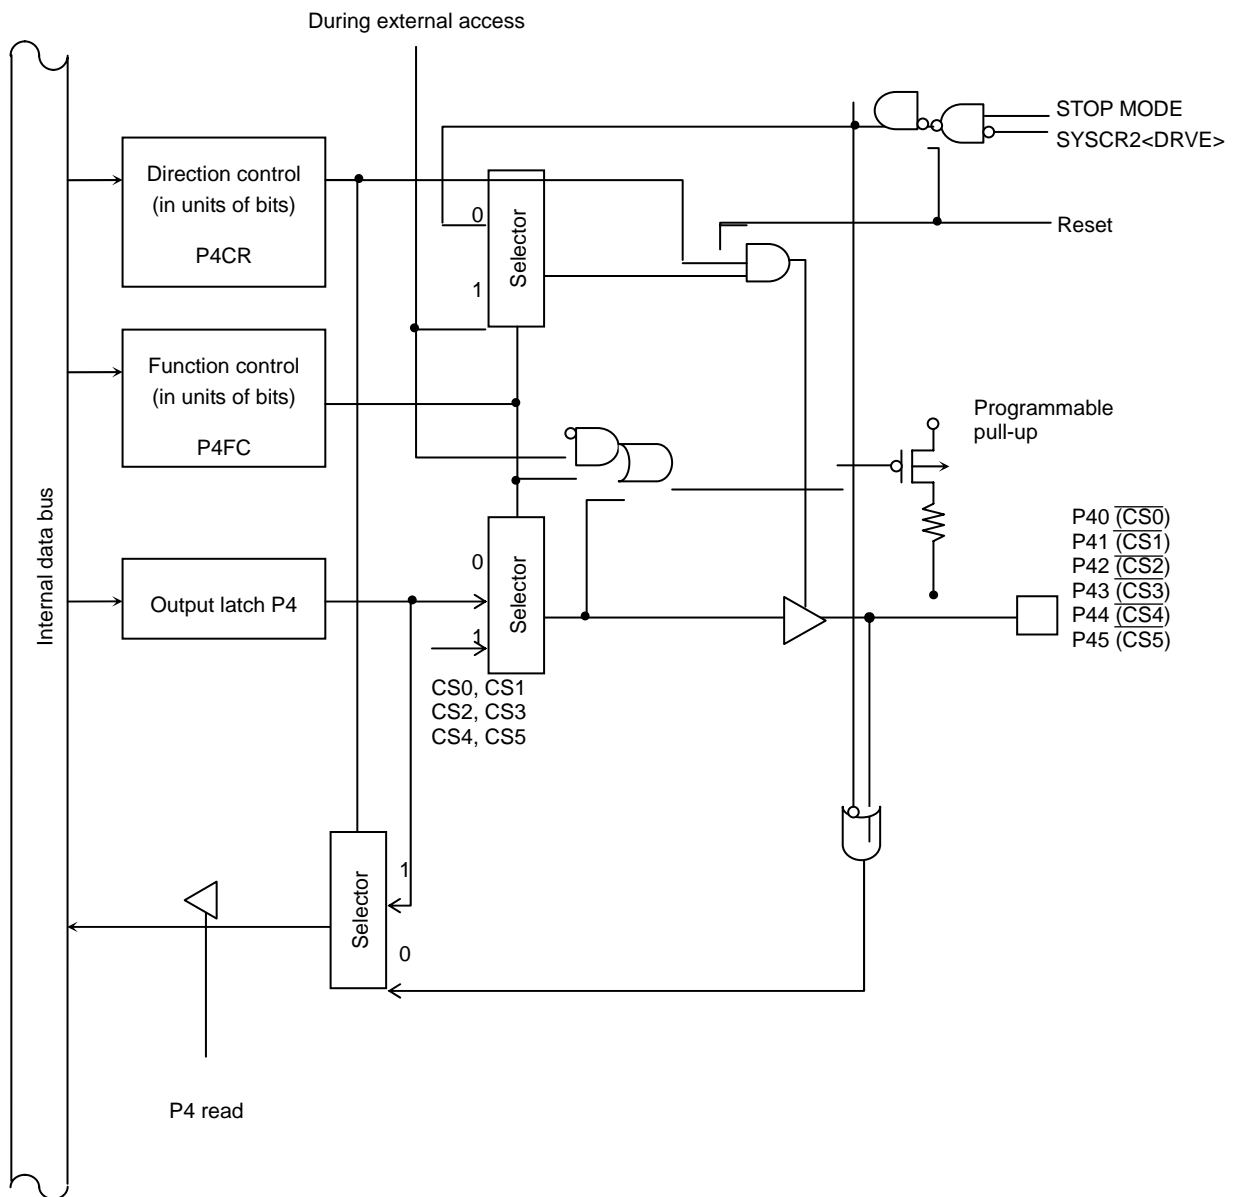 During external access
STOP MODE
SYSCR2<DRVE>
Direction control
(in units of bits)
P4CR
0
Selector
1
Reset
Function control
(in units of bits)
P4FC
Programmable
pull-up
Internal data bus
Output latch P4
0
Selector
1
P40 (CS0)
P41 (CS1)
P42 (CS2)
P43 (CS3)
P44 (CS4)
P45 (CS5)
CS0, CS1
CS2, CS3
CS4, CS5
1
Selector
0
P4 read